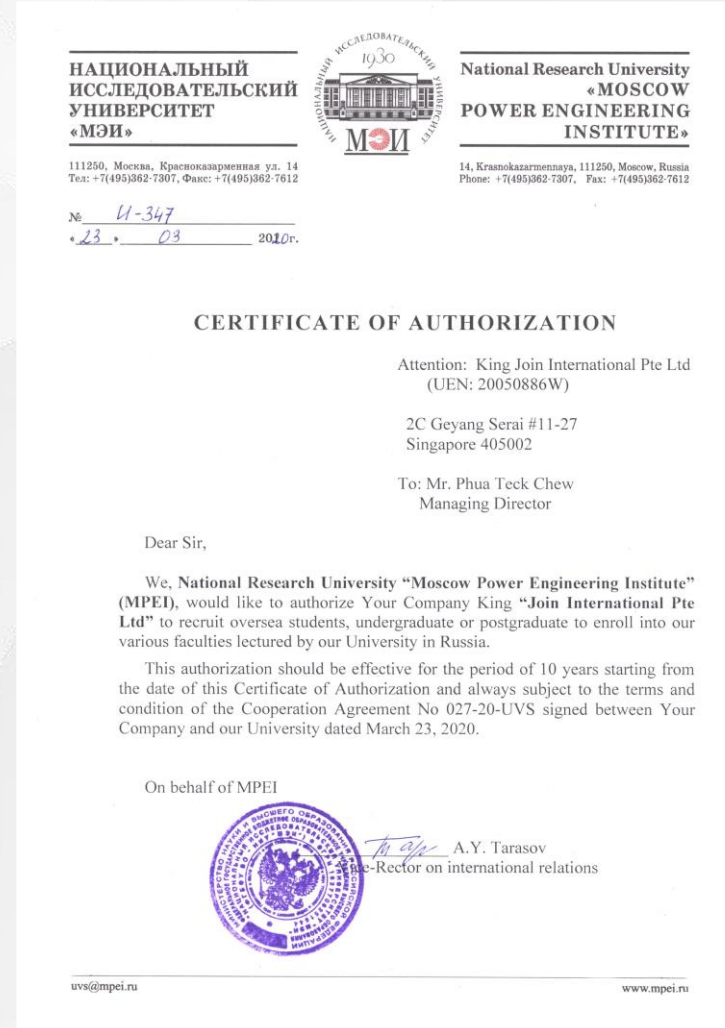 НАЦИОНАЛЬНЫЙ
ИССЛЕДОВАТЕЛЬСКИЙ
УНИВЕРСИТЕТ
«МЭИ»
111250, Москва, Красноказарменная ул. 14
Тел: +7(495)362-7307, Факс: +7(495)362-7612
НАЦИОНАЛЬНЫЙ ИССЛЕДОВАТЕЛЬСКИЙ УНИВЕРСИТЕТ
1930
МЭИ
National Research University
«MOSCOW
POWER ENGINEERING
INSTITUTE»
14, Krasnokazarmennaya, 111250, Moscow, Russia
Phone: +7(495)362-7307, Fax: +7(495)362-7612
№ И-347
«23» 03 2020г.
CERTIFICATE OF AUTHORIZATION
Attention: King Join International Pte Ltd
(UEN: 20050886W)
2C Geyang Serai #11-27
Singapore 405002
To: Mr. Phua Teck Chew
Managing Director
Dear Sir,
We, National Research University “Moscow Power Engineering Institute”
(MPEI), would like to authorize Your Company King “Join International Pte
Ltd” to recruit oversea students, undergraduate or postgraduate to enroll into our
various faculties lectured by our University in Russia.
This authorization should be effective for the period of 10 years starting from
the date of this Certificate of Authorization and always subject to the terms and
condition of the Cooperation Agreement No 027-20-UVS signed between Your
Company and our University dated March 23, 2020.
On behalf of MPEI
A.Y. Tarasov
Vice-Rector on international relations
МИНИСТЕРСТВО НАУКИ И ВЫСШЕГО ОБРАЗОВАНИЯ РОССИЙСКОЙ ФЕДЕРАЦИИ
uvs@mpei.ru
www.mpei.ru